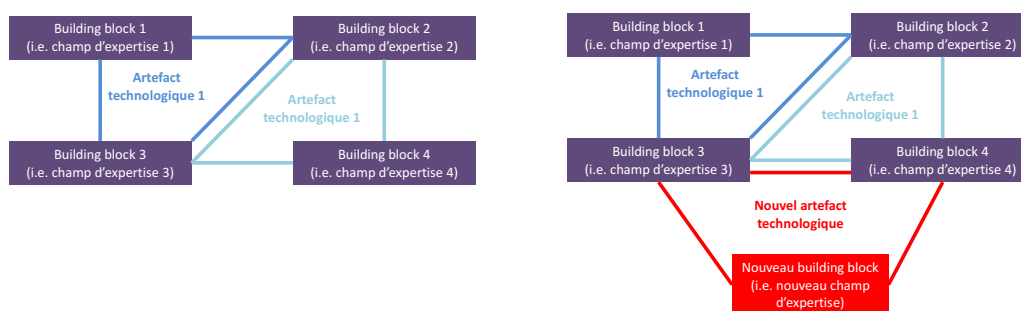 Building block 1
(i.e. champ d'expertise 1)
Building block 2
(i.e. champ d'expertise 2)
Artefact
technologique 1
Artefact
technologique 1
Building block 3
(i.e. champ d'expertise 3)
Building block 4
(i.e. champ d'expertise 4)
Building block 1
(i.e. champ d'expertise 1)
Building block 2
(i.e. champ d'expertise 2)
Artefact
technologique 1
Artefact
technologique 1
Building block 3
(i.e. champ d'expertise 3)
Building block 4
(i.e. champ d'expertise 4)
Nouvel artefact
technologique
Nouveau building block
(i.e. nouveau champ
d'expertise)